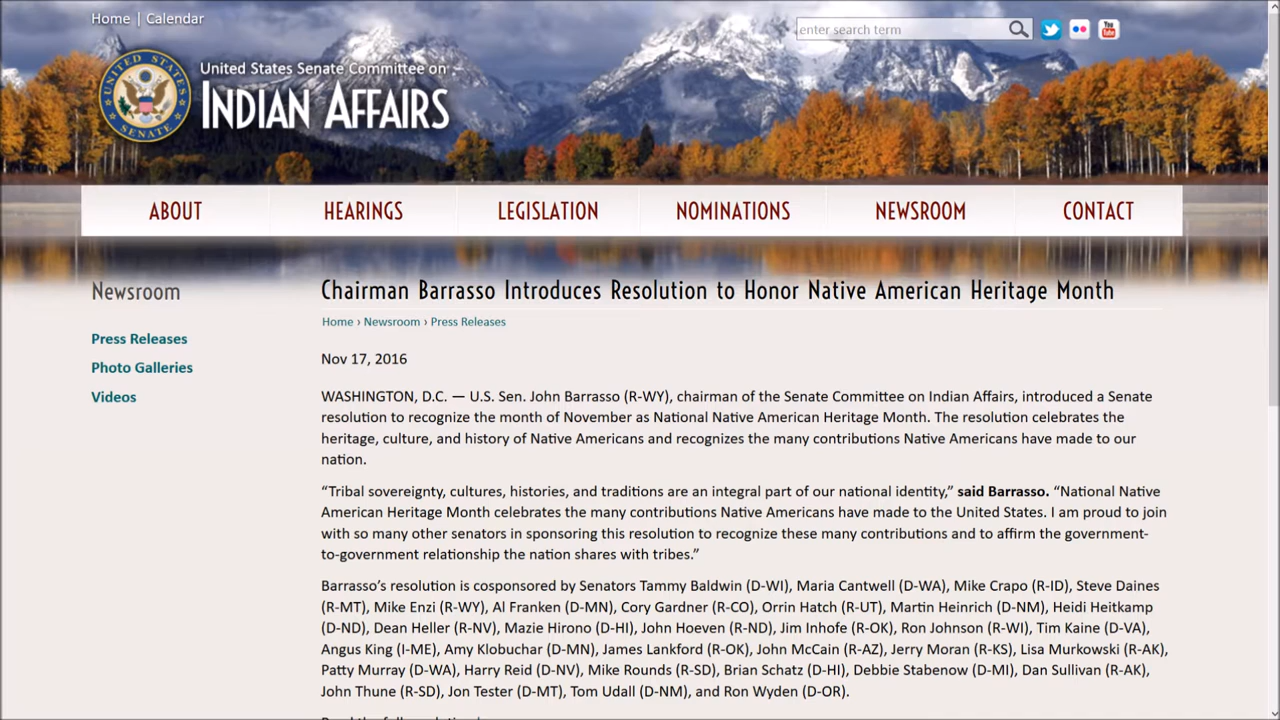 Home | Calendar
enter search term
You
Tube
UNITED STATES
SENATE
United States Senate Committee on
INDIAN AFFAIRS
ABOUT HEARINGS LEGISLATION NOMINATIONS NEWSROOM CONTACT
Newsroom
Press Releases
Photo Galleries
Videos
Chairman Barrasso Introduces Resolution to Honor Native American Heritage Month
Home › Newsroom › Press Releases
Nov 17, 2016
WASHINGTON, D.C. — U.S. Sen. John Barrasso (R-WY), chairman of the Senate Committee on Indian Affairs, introduced a Senate
resolution to recognize the month of November as National Native American Heritage Month. The resolution celebrates the
heritage, culture, and history of Native Americans and recognizes the many contributions Native Americans have made to our
nation.
“Tribal sovereignty, cultures, histories, and traditions are an integral part of our national identity,” said Barrasso. “National Native
American Heritage Month celebrates the many contributions Native Americans have made to the United States. I am proud to join
with so many other senators in sponsoring this resolution to recognize these many contributions and to affirm the government-
to-government relationship the nation shares with tribes.”
Barrasso’s resolution is cosponsored by Senators Tammy Baldwin (D-WI), Maria Cantwell (D-WA), Mike Crapo (R-ID), Steve Daines
(R-MT), Mike Enzi (R-WY), Al Franken (D-MN), Cory Gardner (R-CO), Orrin Hatch (R-UT), Martin Heinrich (D-NM), Heidi Heitkamp
(D-ND), Dean Heller (R-NV), Mazie Hirono (D-HI), John Hoeven (R-ND), Jim Inhofe (R-OK), Ron Johnson (R-WI), Tim Kaine (D-VA),
Angus King (I-ME), Amy Klobuchar (D-MN), James Lankford (R-OK), John McCain (R-AZ), Jerry Moran (R-KS), Lisa Murkowski (R-AK),
Patty Murray (D-WA), Harry Reid (D-NV), Mike Rounds (R-SD), Brian Schatz (D-HI), Debbie Stabenow (D-MI), Dan Sullivan (R-AK),
John Thune (R-SD), Jon Tester (D-MT), Tom Udall (D-NM), and Ron Wyden (D-OR).